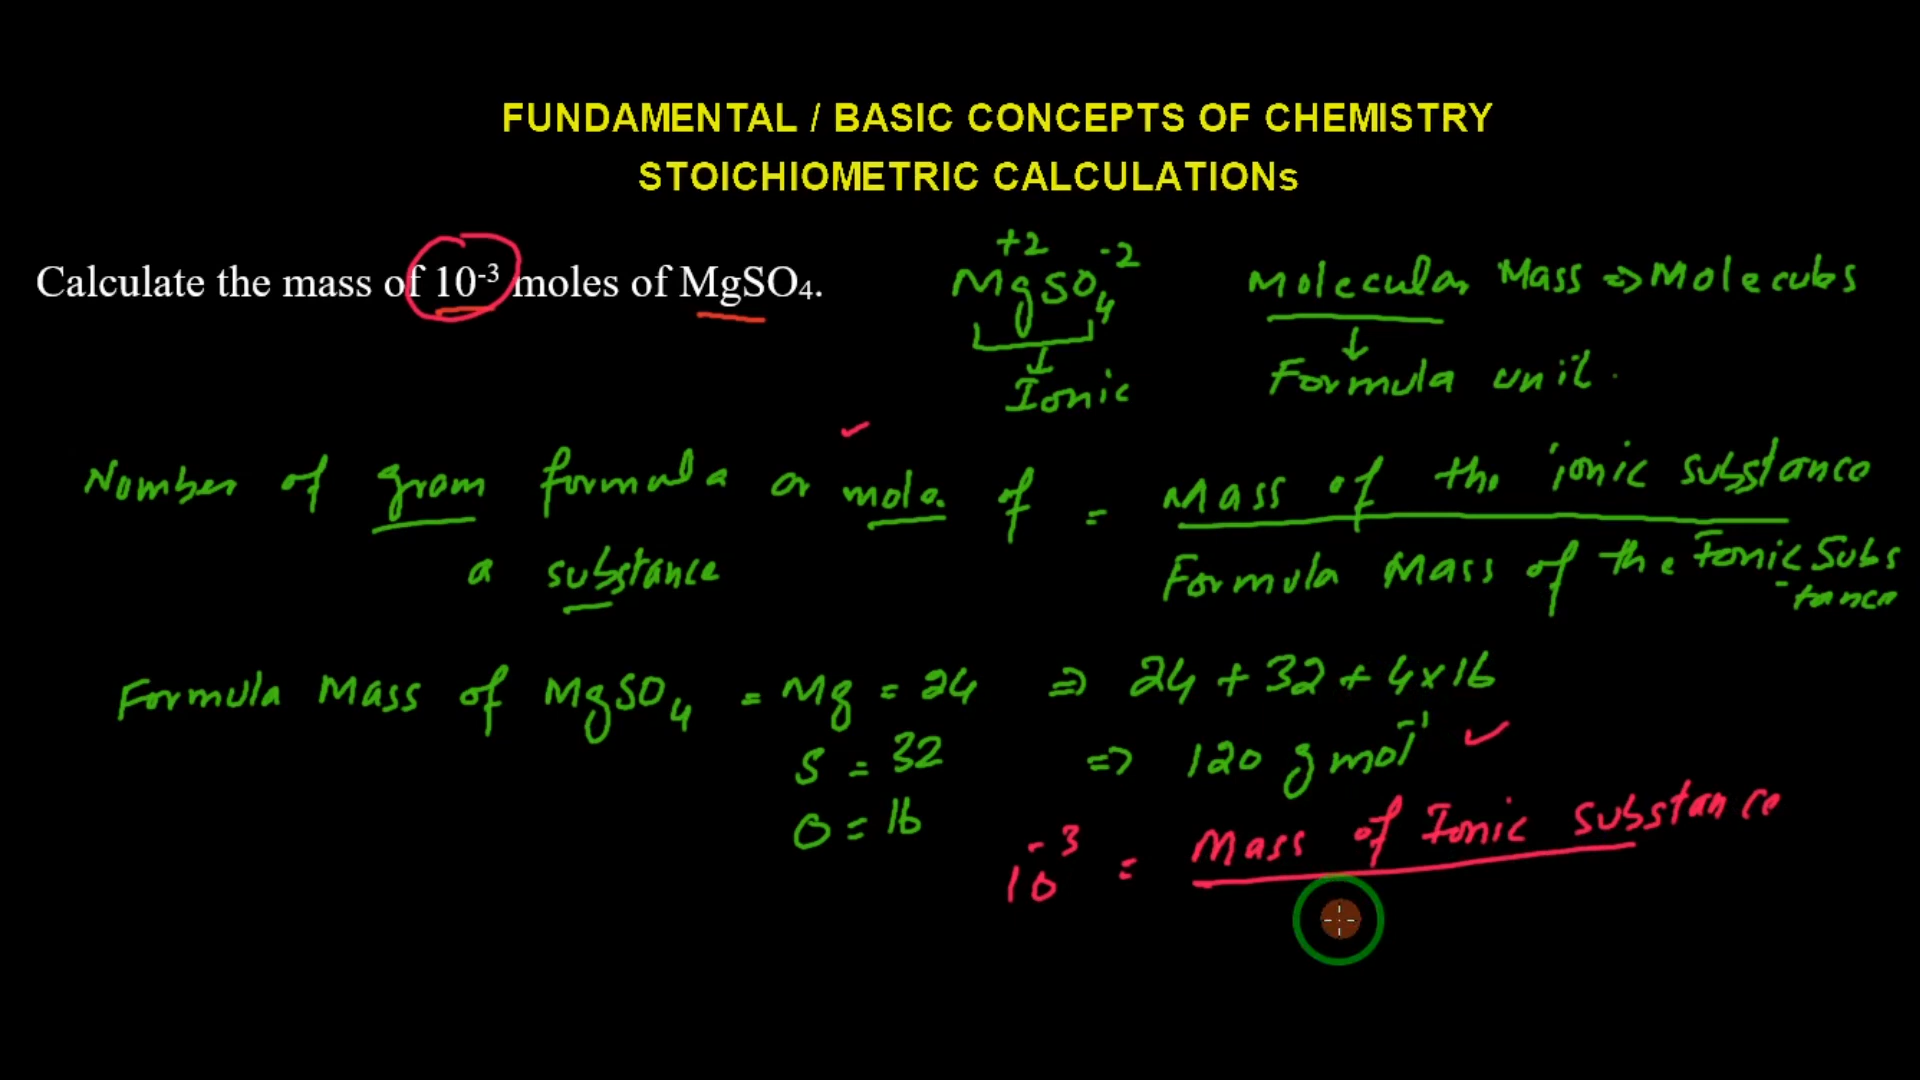 FUNDAMENTAL / BASIC CONCEPTS OF CHEMISTRY
STOICHIOMETRIC CALCULATIONs
Calculate the mass of 10⁻³ moles of MgSO₄.
+2 -2
MgSO₄
Ionic
Molecular Mass ⇒ Molecules
↓
Formula unit.
Number of gram formula or mole of = Mass of the ionic substance
a substance
Formula Mass of the Ionic Subs
-tance
Formula Mass of MgSO₄ = Mg = 24 ⇒ 24 + 32 + 4×16
S = 32 ⇒ 120 g mol⁻¹
O = 16
10⁻³ = Mass of Ionic Substance